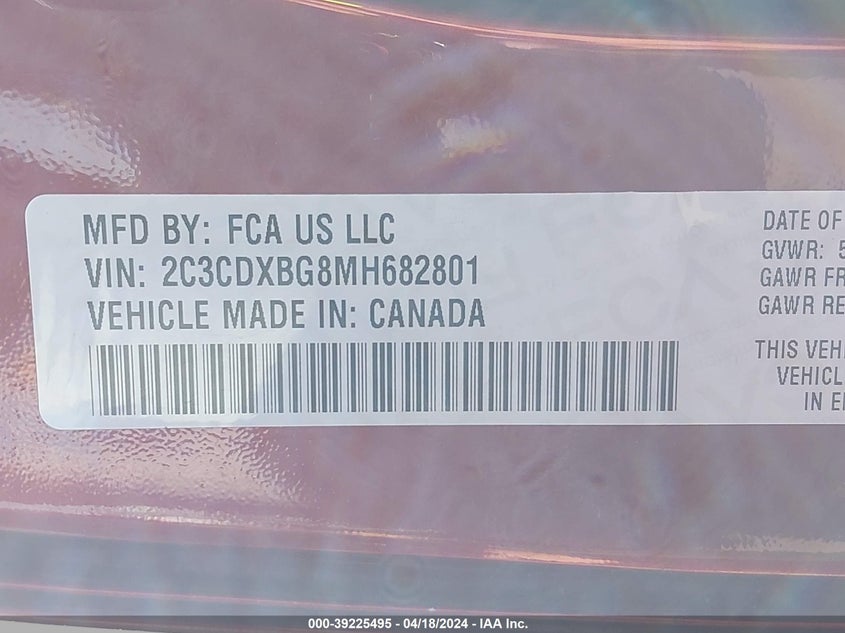 MFD BY: FCA US LLC
VIN: 2C3CDXBG8MH682801
VEHICLE MADE IN: CANADA
DATE OF
GVWR: 5
GAWR FR
GAWR RE
THIS VEH
VEHICL
IN E
000-39225495 - 04/18/2024 - IAA Inc.